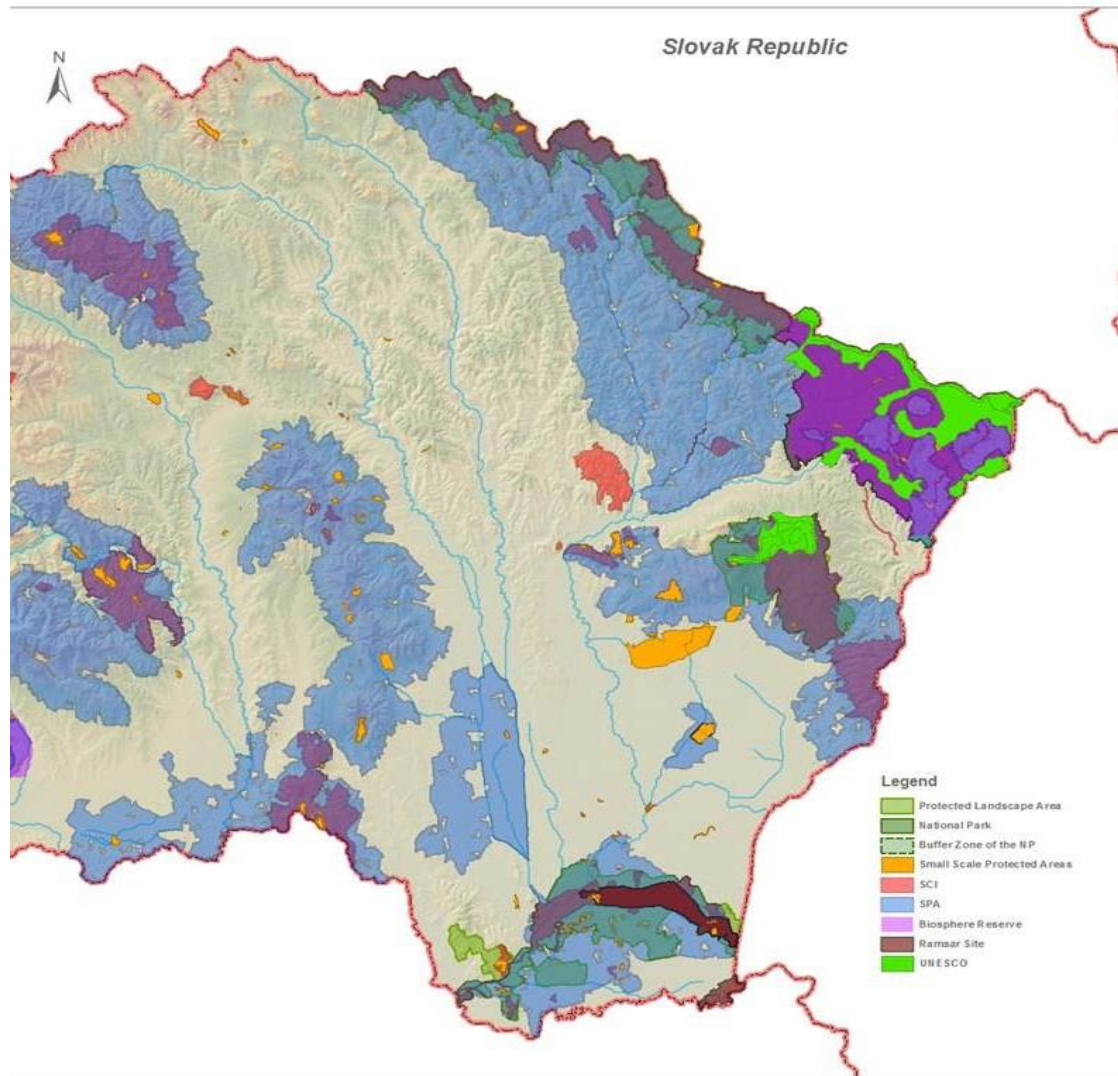 Slovak Republic
N
Legend
Protected Landscape Area
National Park
Buffer Zone of the NP
Small Scale Protected Areas
SCI
SPA
Biosphere Reserve
Ramsar Site
UNESCO